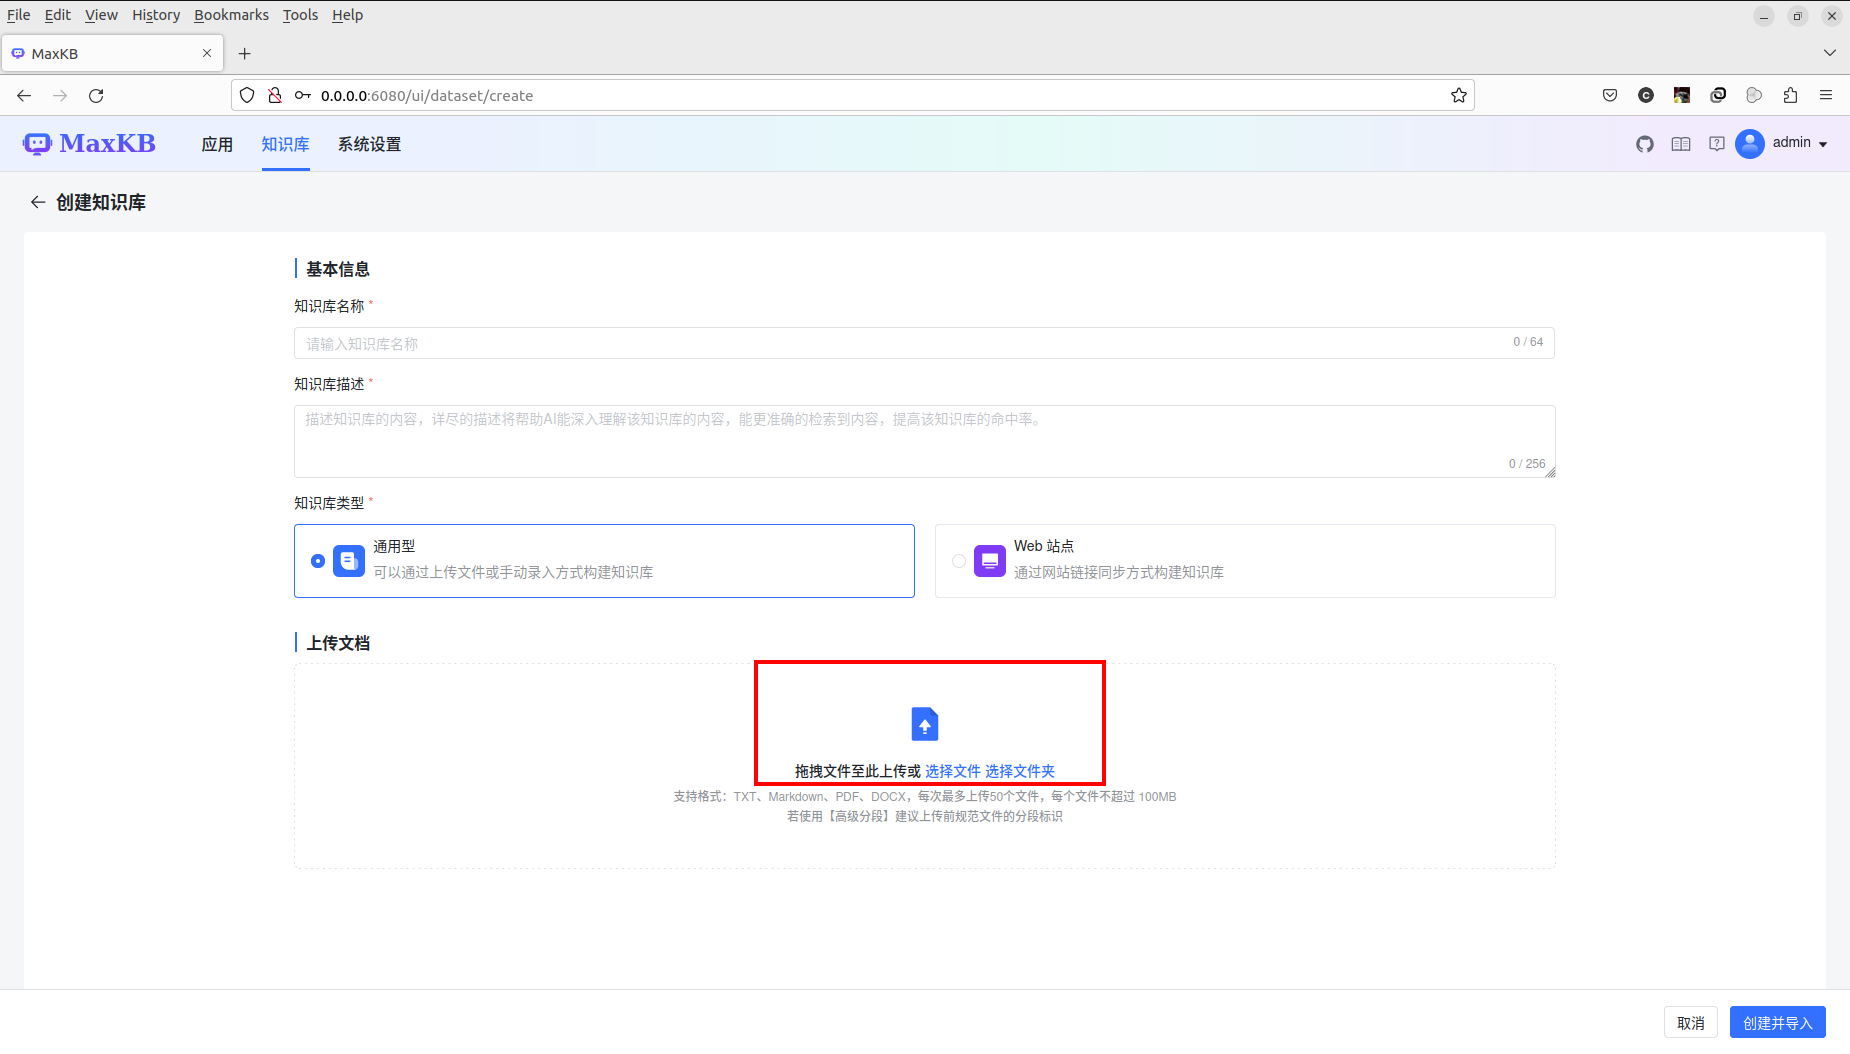 File Edit View History Bookmarks Tools Help
MaxKB
0.0.0.0:6080/ui/dataset/create
MaxKB 应用 知识库 系统设置 admin
创建知识库
基本信息
知识库名称 *
请输入知识库名称 0 / 64
知识库描述 *
描述知识库的内容，详尽的描述将帮助AI能深入理解该知识库的内容，能更准确的检索到内容，提高该知识库的命中率。
0 / 256
知识库类型 *
通用型
可以通过上传文件或手动录入方式构建知识库
Web 站点
通过网站链接同步方式构建知识库
上传文档
拖拽文件至此上传或 选择文件 选择文件夹
支持格式：TXT、Markdown、PDF、DOCX，每次最多上传50个文件，每个文件不超过 100MB
若使用【高级分段】建议上传前规范文件的分段标识
取消 创建并导入